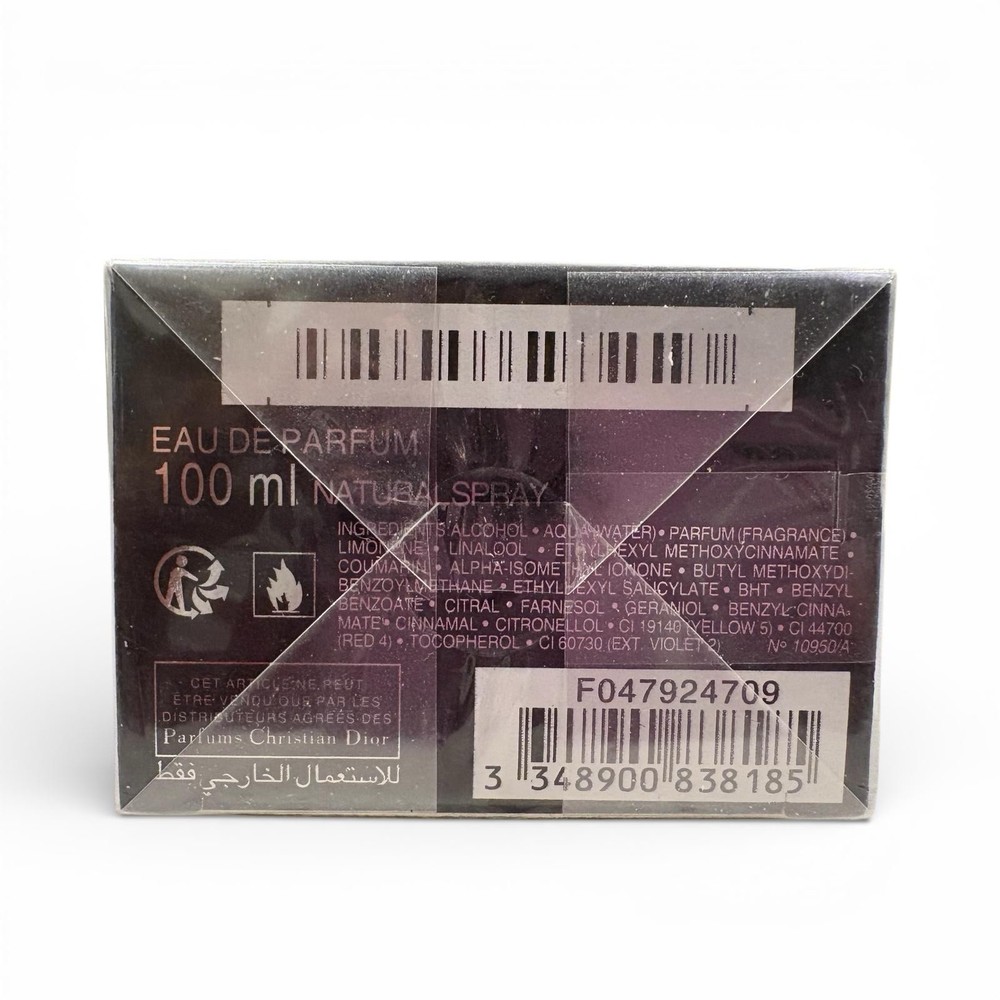 EAU DE PARFUM
100 ml NATURAL SPRAY
INGREDIENTS ALCOHOL • AQUA (WATER) • PARFUM (FRAGRANCE) •
LIMONENE • LINALOOL • ETHYLHEXYL METHOXYCINNAMATE •
COUMARIN • ALPHA-ISOMETHYL IONONE • BUTYL METHOXYDI-
BENZOYLMETHANE • ETHYLHEXYL SALICYLATE • BHT • BENZYL
BENZOATE • CITRAL • FARNESOL • GERANIOL • BENZYL CINNA-
MATE • CINNAMAL • CITRONELLOL • CI 19140 (YELLOW 5) • CI 44700
(RED 4) • TOCOPHEROL • CI 60730 (EXT. VIOLET 2) N° 10950/A
CET ARTICLE NE PEUT
ÊTRE VENDU QUE PAR LES
DISTRIBUTEURS AGRÉÉS DES
Parfums Christian Dior
للاستعمال الخارجي فقط
F047924709
3 348900 838185